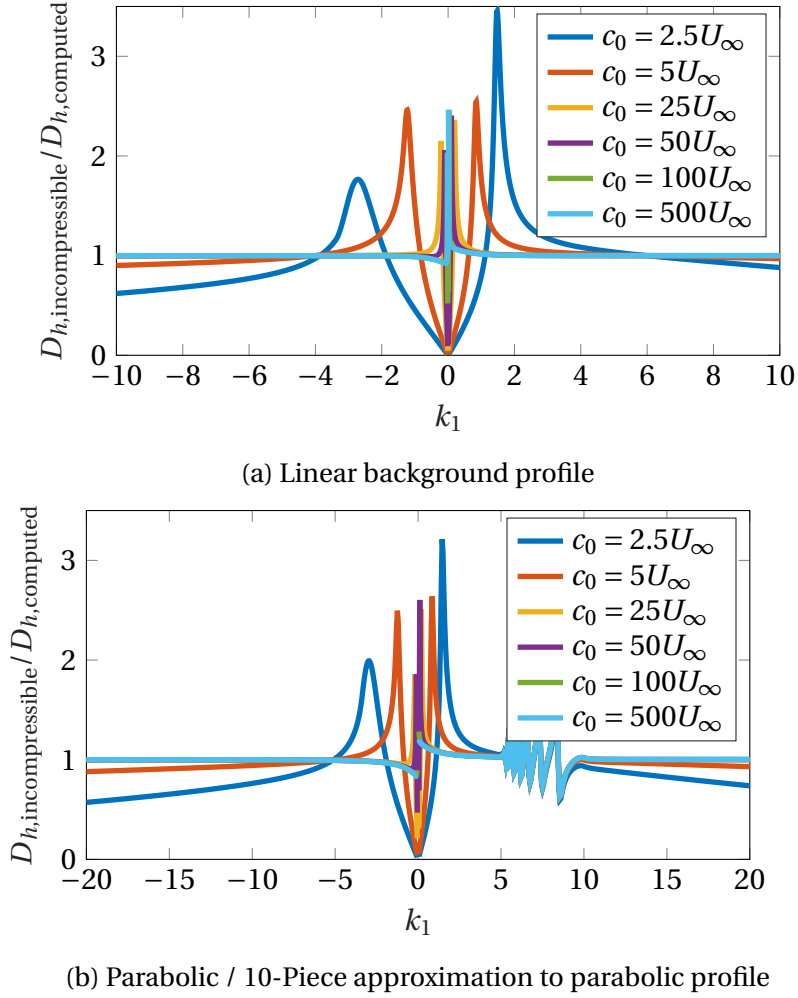 D_{h,incompressible}/D_{h,computed}
3
2
1
0
c_0 = 2.5U_∞
c_0 = 5U_∞
c_0 = 25U_∞
c_0 = 50U_∞
c_0 = 100U_∞
c_0 = 500U_∞
−10 −8 −6 −4 −2 0 2 4 6 8 10
k_1
(a) Linear background profile
D_{h,incompressible}/D_{h,computed}
3
2
1
0
c_0 = 2.5U_∞
c_0 = 5U_∞
c_0 = 25U_∞
c_0 = 50U_∞
c_0 = 100U_∞
c_0 = 500U_∞
−20 −15 −10 −5 0 5 10 15 20
k_1
(b) Parabolic / 10-Piece approximation to parabolic profile